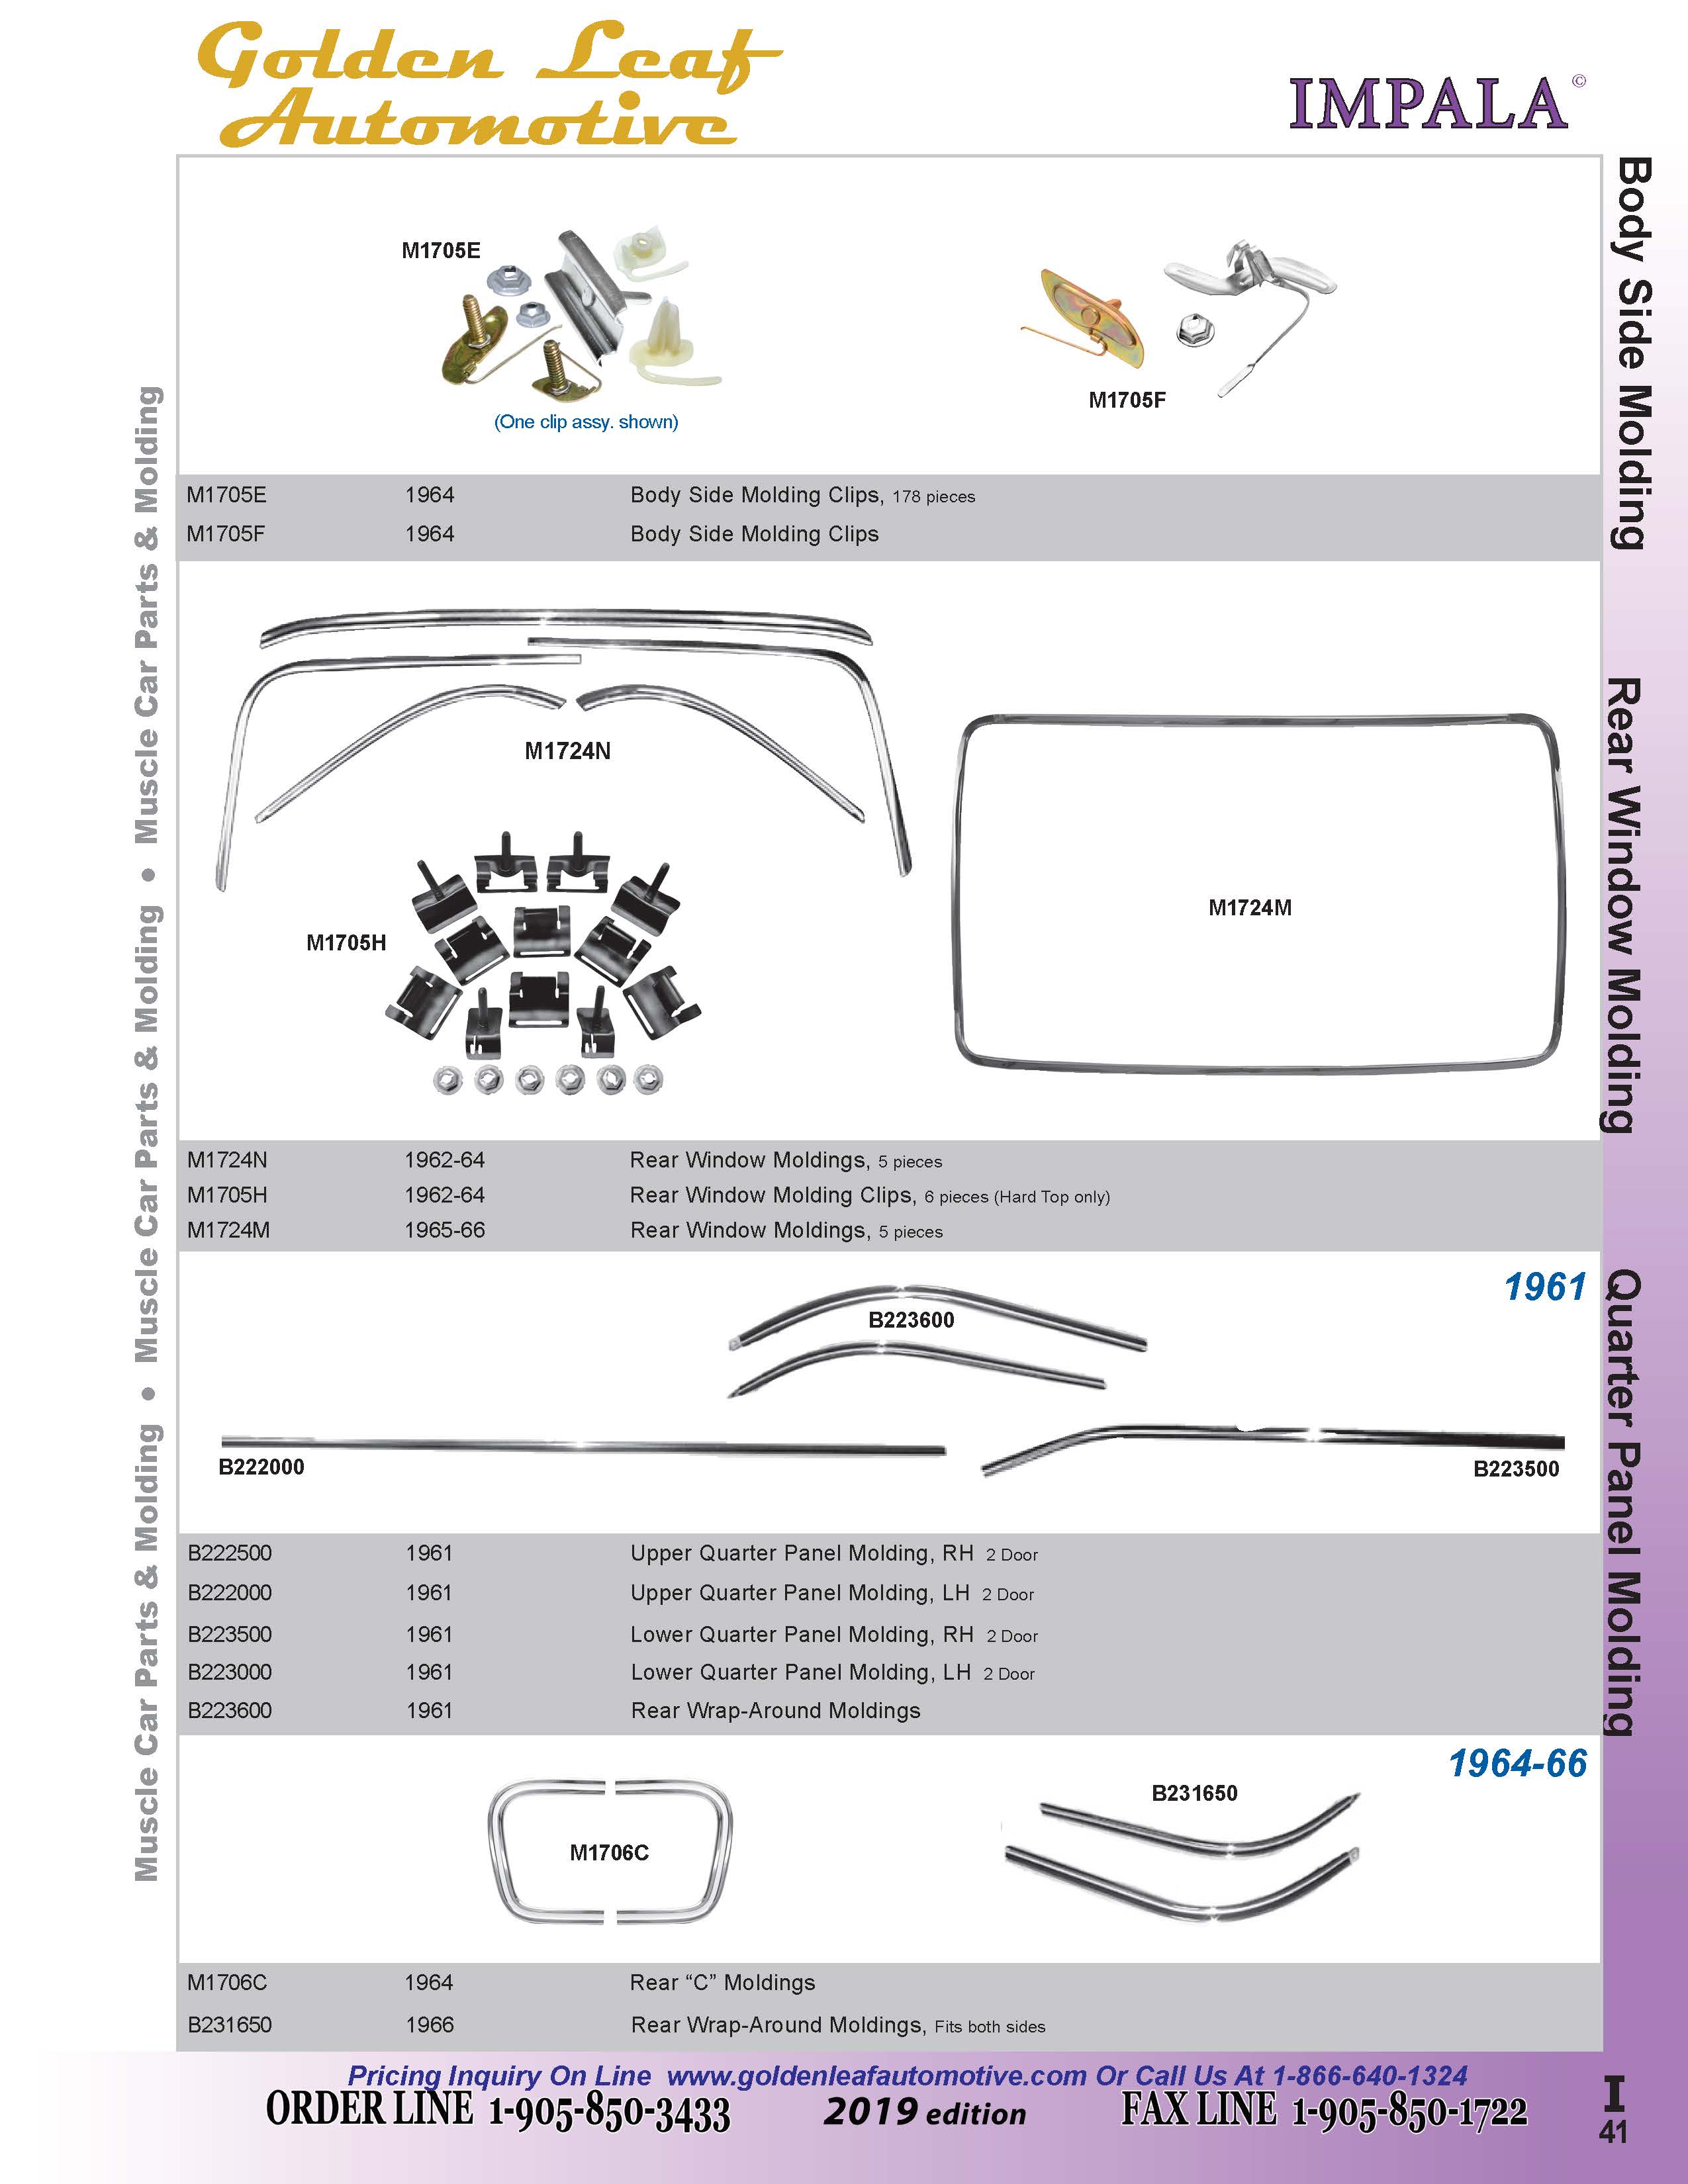 Golden Leaf
Automotive
IMPALA©
Body Side Molding
Rear Window Molding
Quarter Panel Molding
Muscle Car Parts & Molding • Muscle Car Parts & Molding • Muscle Car Parts & Molding
M1705E
(One clip assy. shown)
M1705F
M1705E 1964 Body Side Molding Clips, 178 pieces
M1705F 1964 Body Side Molding Clips
M1724N
M1705H
M1724M
M1724N 1962-64 Rear Window Moldings, 5 pieces
M1705H 1962-64 Rear Window Molding Clips, 6 pieces (Hard Top only)
M1724M 1965-66 Rear Window Moldings, 5 pieces
1961
B223600
B222000
B223500
B222500 1961 Upper Quarter Panel Molding, RH 2 Door
B222000 1961 Upper Quarter Panel Molding, LH 2 Door
B223500 1961 Lower Quarter Panel Molding, RH 2 Door
B223000 1961 Lower Quarter Panel Molding, LH 2 Door
B223600 1961 Rear Wrap-Around Moldings
1964-66
B231650
M1706C
M1706C 1964 Rear “C” Moldings
B231650 1966 Rear Wrap-Around Moldings, Fits both sides
Pricing Inquiry On Line www.goldenleafautomotive.com Or Call Us At 1-866-640-1324
ORDER LINE 1-905-850-3433 2019 edition FAX LINE 1-905-850-1722
I
41